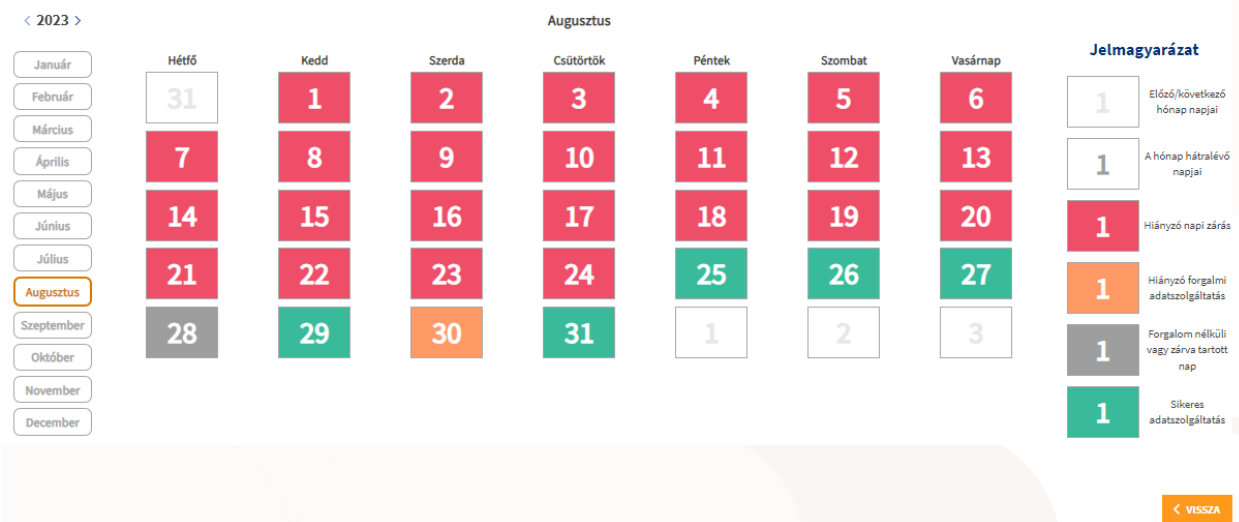 < 2023 >
Augusztus
Január
Február
Március
Április
Május
Június
Július
Augusztus
Szeptember
Október
November
December
Hétfő Kedd Szerda Csütörtök Péntek Szombat Vasárnap
31 1 2 3 4 5 6
7 8 9 10 11 12 13
14 15 16 17 18 19 20
21 22 23 24 25 26 27
28 29 30 31 1 2 3
Jelmagyarázat
1 Előző/következő
hónap napjai
1 A hónap hátralévő
napjai
1 Hiányzó napi zárás
1 Hiányzó forgalmi
adatszolgáltatás
1 Forgalom nélküli
vagy zárva tartott
nap
1 Sikeres
adatszolgáltatás
< VISSZA